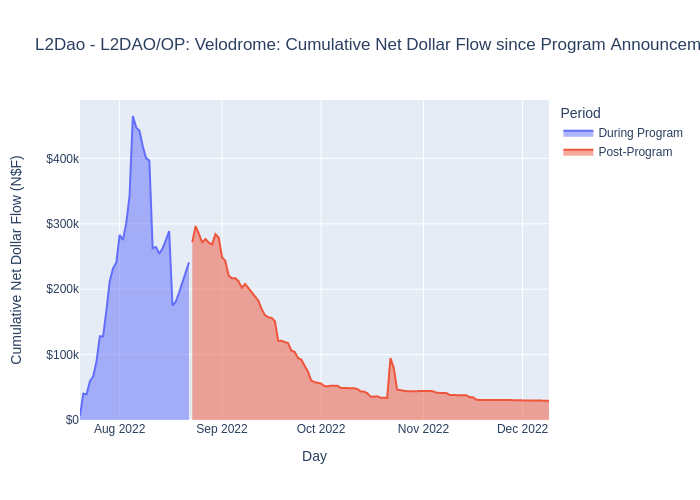 L2Dao - L2DAO/OP: Velodrome: Cumulative Net Dollar Flow since Program Announcem
Period
During Program
Post-Program
Cumulative Net Dollar Flow (N$F)
$400k
$300k
$200k
$100k
$0
Aug 2022
Sep 2022
Oct 2022
Nov 2022
Dec 2022
Day